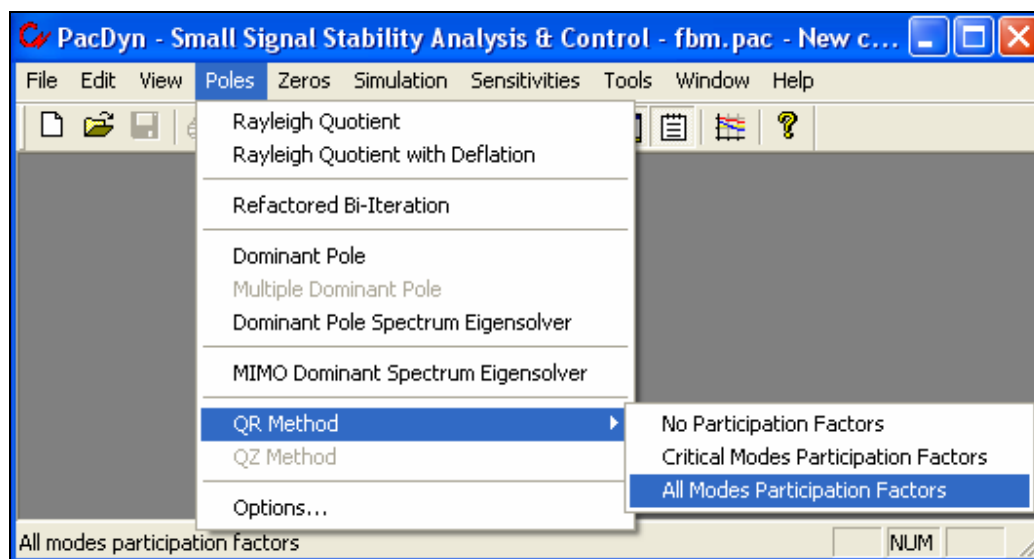 PacDyn - Small Signal Stability Analysis & Control - fbm.pac - New c...
File Edit View Poles Zeros Simulation Sensitivities Tools Window Help
Rayleigh Quotient
Rayleigh Quotient with Deflation
Refactored Bi-Iteration
Dominant Pole
Multiple Dominant Pole
Dominant Pole Spectrum Eigensolver
MIMO Dominant Spectrum Eigensolver
QR Method
No Participation Factors
QZ Method
Critical Modes Participation Factors
All Modes Participation Factors
Options...
All modes participation factors NUM